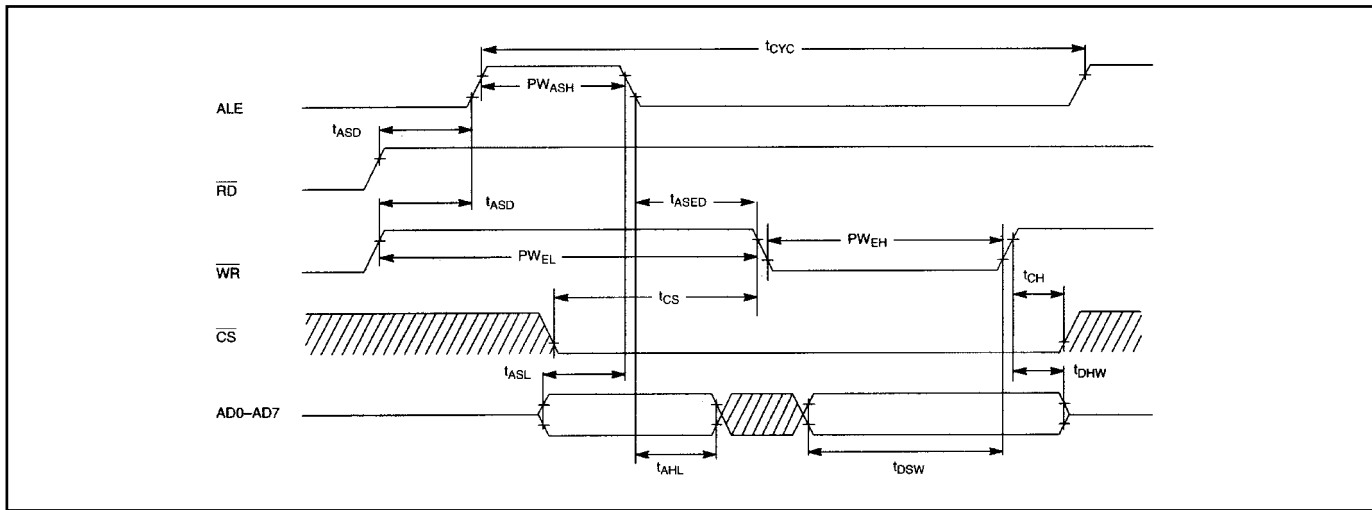 tCYC
PWASH
ALE
tASD
RD
tASD
tASED
PWEH
WR
PWEL
tCH
tCS
CS
tASL
tDHW
AD0–AD7
tAHL
tDSW